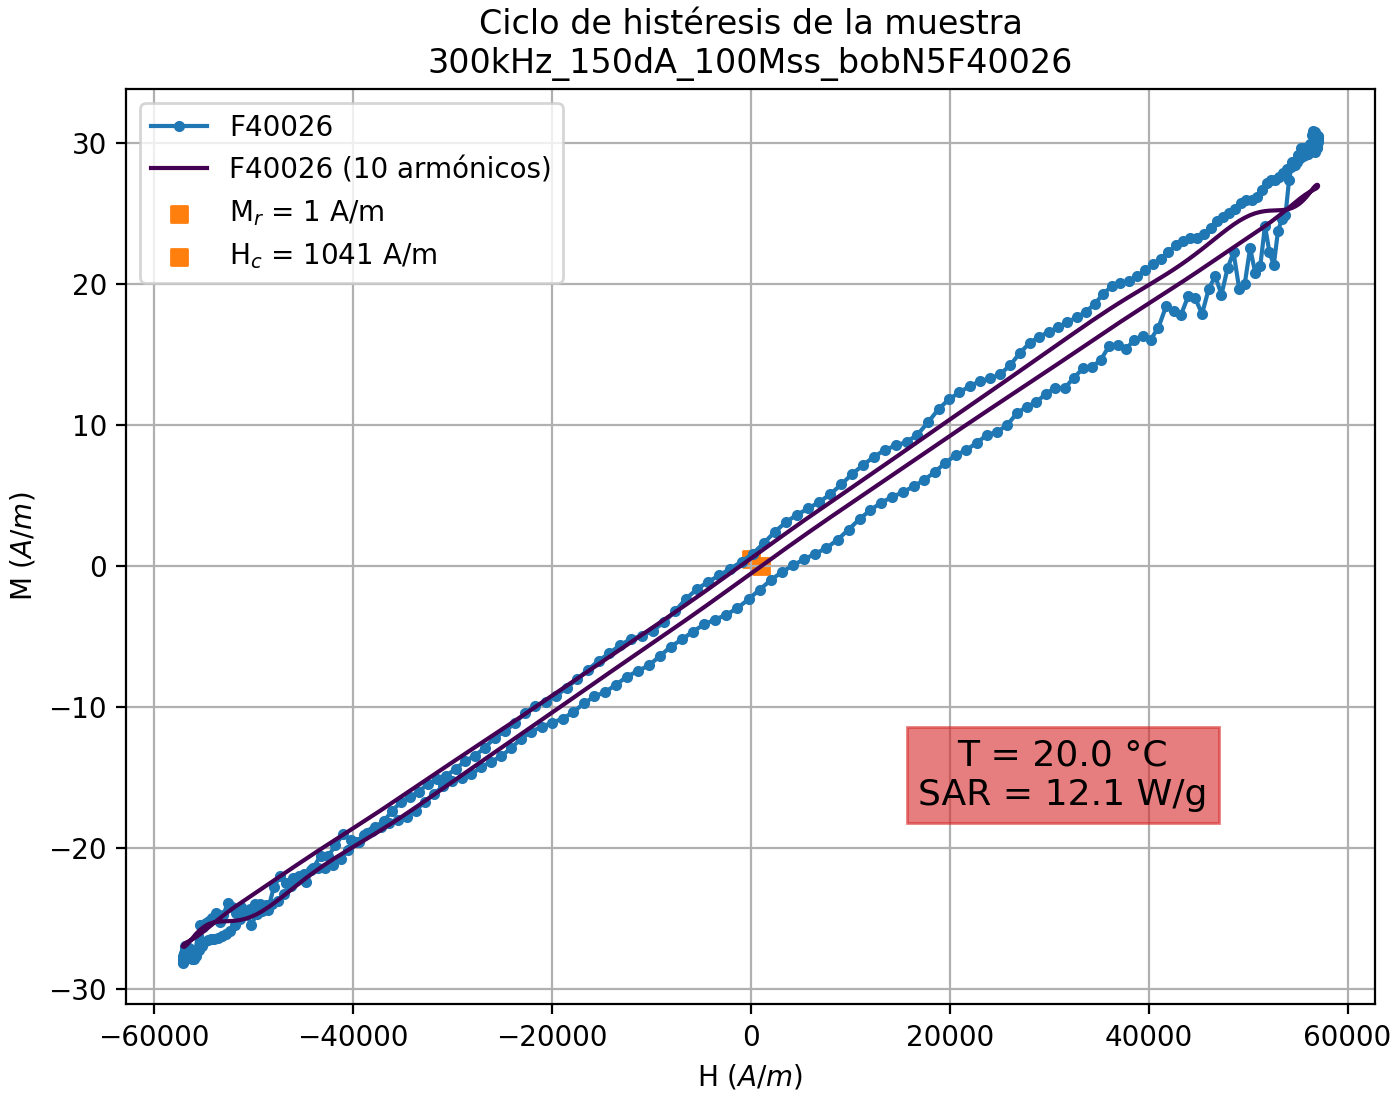 Ciclo de histéresis de la muestra
300kHz_150dA_100Mss_bobN5F40026
F40026
F40026 (10 armónicos)
Mr = 1 A/m
Hc = 1041 A/m
30
20
10
0
−10
−20
−30
M (A/m)
T = 20.0 °C
SAR = 12.1 W/g
−60000 −40000 −20000 0 20000 40000 60000
H (A/m)